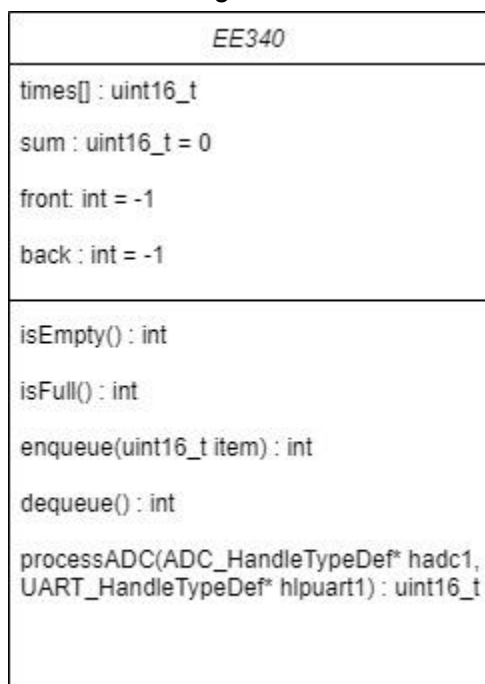 EE340
times[] : uint16_t
sum : uint16_t = 0
front: int = -1
back : int = -1
isEmpty() : int
isFull() : int
enqueue(uint16_t item) : int
dequeue() : int
processADC(ADC_HandleTypeDef* hadc1,
UART_HandleTypeDef* hlpuart1) : uint16_t